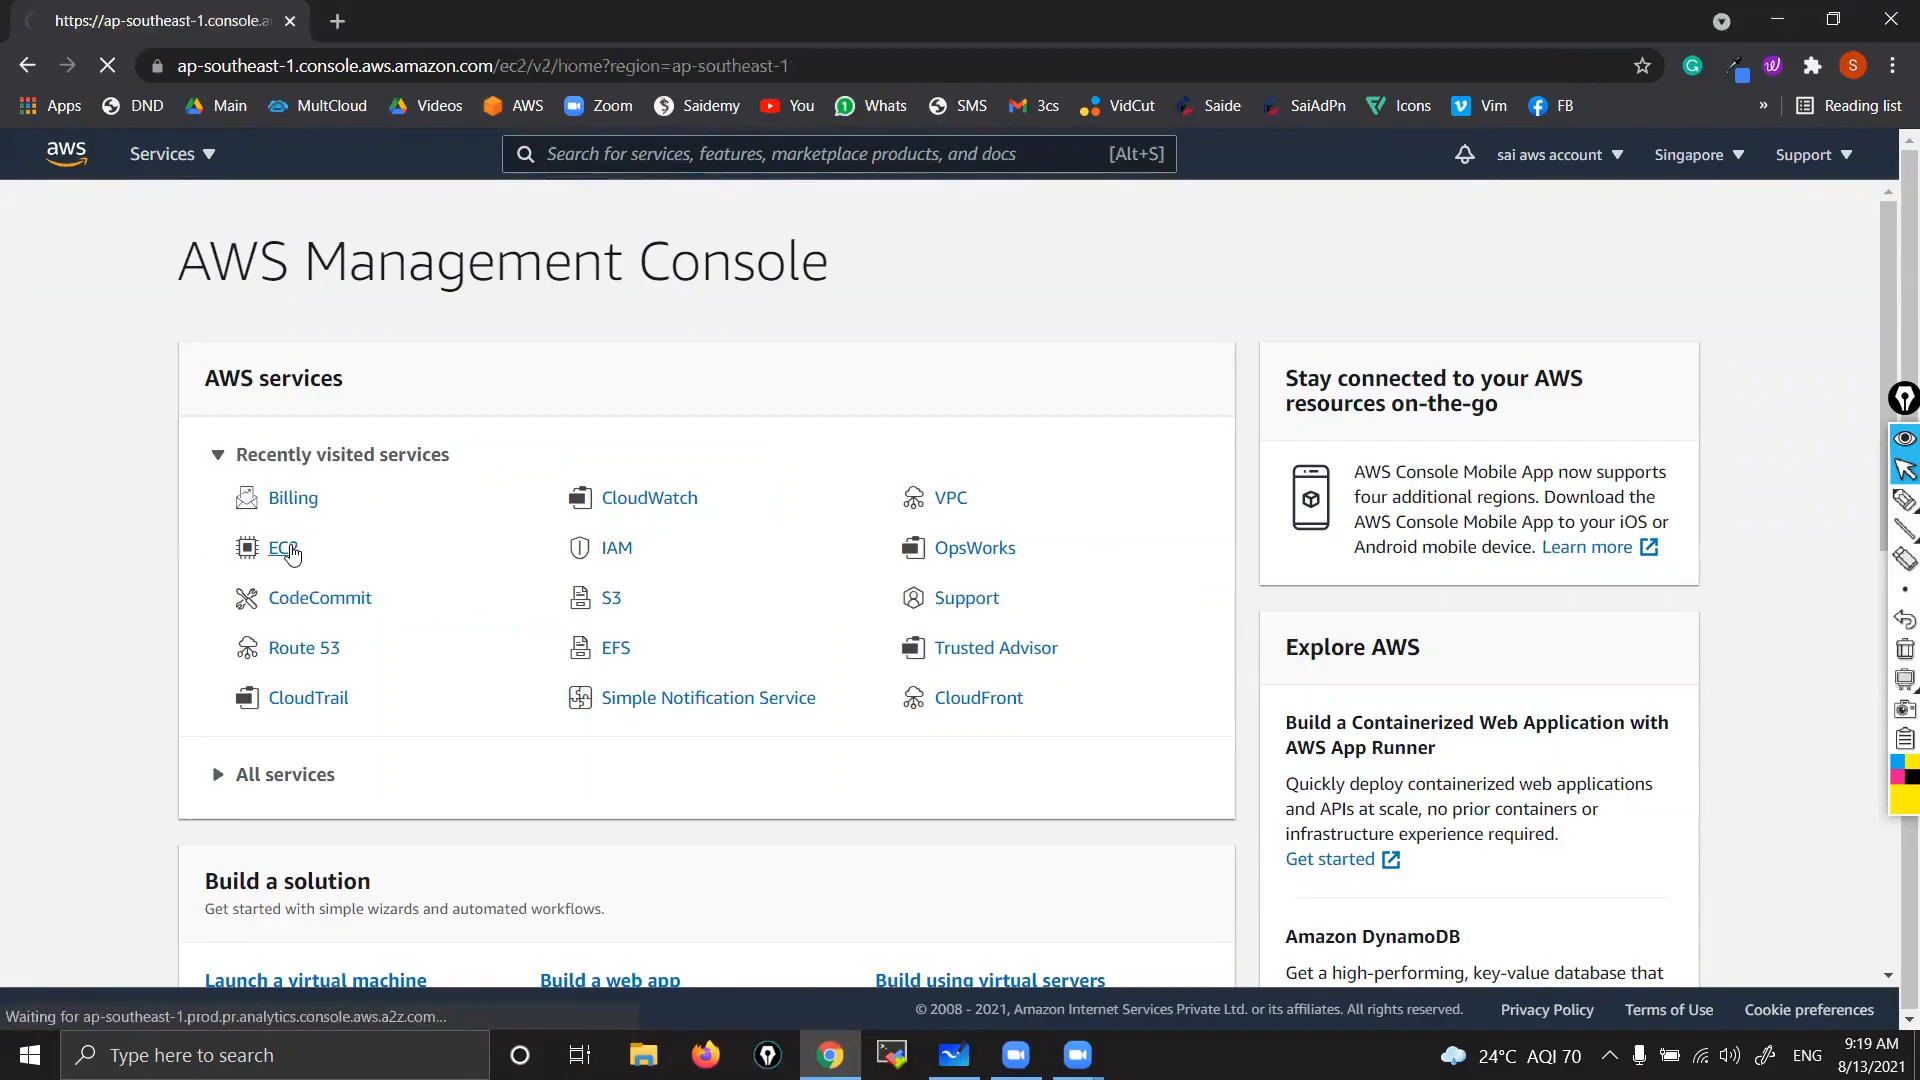 https://ap-southeast-1.console.a
ap-southeast-1.console.aws.amazon.com/ec2/v2/home?region=ap-southeast-1
G
S
Apps
DND
Main
MultCloud
Videos
AWS
Zoom
Saidemy
You
Whats
SMS
3cs
VidCut
Saide
SaiAdPn
Icons
Vim
FB
»
Reading list
aws
Services
Search for services, features, marketplace products, and docs
[Alt+S]
sai aws account
Singapore
Support
AWS Management Console
AWS services
Recently visited services
Billing
CloudWatch
VPC
EC2
IAM
OpsWorks
CodeCommit
S3
Support
Route 53
EFS
Trusted Advisor
CloudTrail
Simple Notification Service
CloudFront
All services
Build a solution
Get started with simple wizards and automated workflows.
Launch a virtual machine
Build a web app
Build using virtual servers
Stay connected to your AWS
resources on-the-go
AWS Console Mobile App now supports
four additional regions. Download the
AWS Console Mobile App to your iOS or
Android mobile device. Learn more
Explore AWS
Build a Containerized Web Application with
AWS App Runner
Quickly deploy containerized web applications
and APIs at scale, no prior containers or
infrastructure experience required.
Get started
Amazon DynamoDB
Get a high-performing, key-value database that
Waiting for ap-southeast-1.prod.pr.analytics.console.aws.a2z.com...
© 2008 - 2021, Amazon Internet Services Private Ltd. or its affiliates. All rights reserved.
Privacy Policy
Terms of Use
Cookie preferences
Type here to search
24°C AQI 70
ENG
9:19 AM
8/13/2021